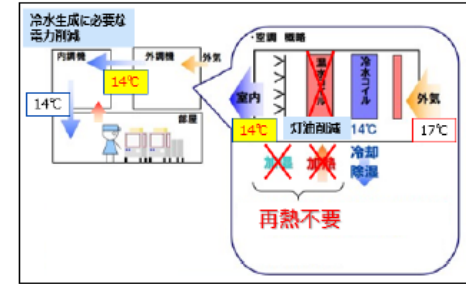 冷水生成に必要な
電力削減
内調機
外調機
外気
14℃
14℃
部屋
・空調 概略
温水コイル
冷水コイル
室内
外気
14℃
灯油削減
14℃
17℃
加湿
加熱
冷却
除湿
再熱不要